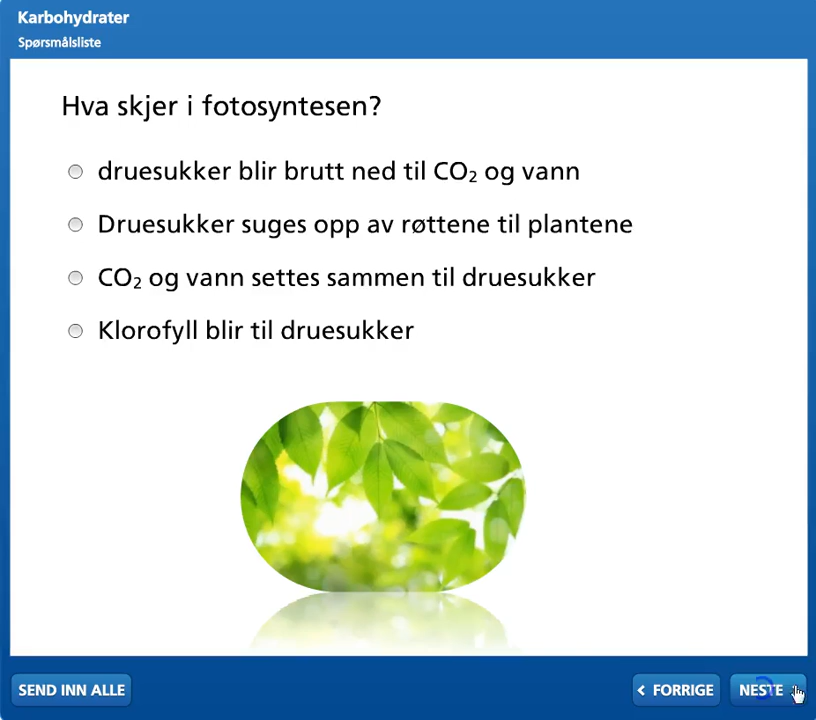 Karbohydrater
Spørsmålsliste
Hva skjer i fotosyntesen?
druesukker blir brutt ned til CO₂ og vann
Druesukker suges opp av røttene til plantene
CO₂ og vann settes sammen til druesukker
Klorofyll blir til druesukker
SEND INN ALLE
FORRIGE
NESTE